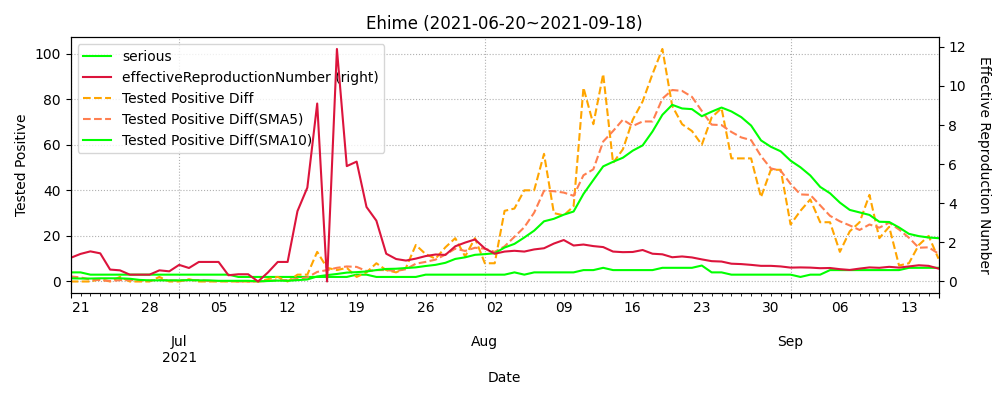 Ehime (2021-06-20~2021-09-18)
serious
effectiveReproductionNumber (right)
Tested Positive Diff
Tested Positive Diff(SMA5)
Tested Positive Diff(SMA10)
Tested Positive
100
80
60
40
20
0
12
10
8
6
4
2
0
Effective Reproduction Number
21 28 05 12 19 26 02 09 16 23 30 06 13
Jul Aug Sep
2021
Date